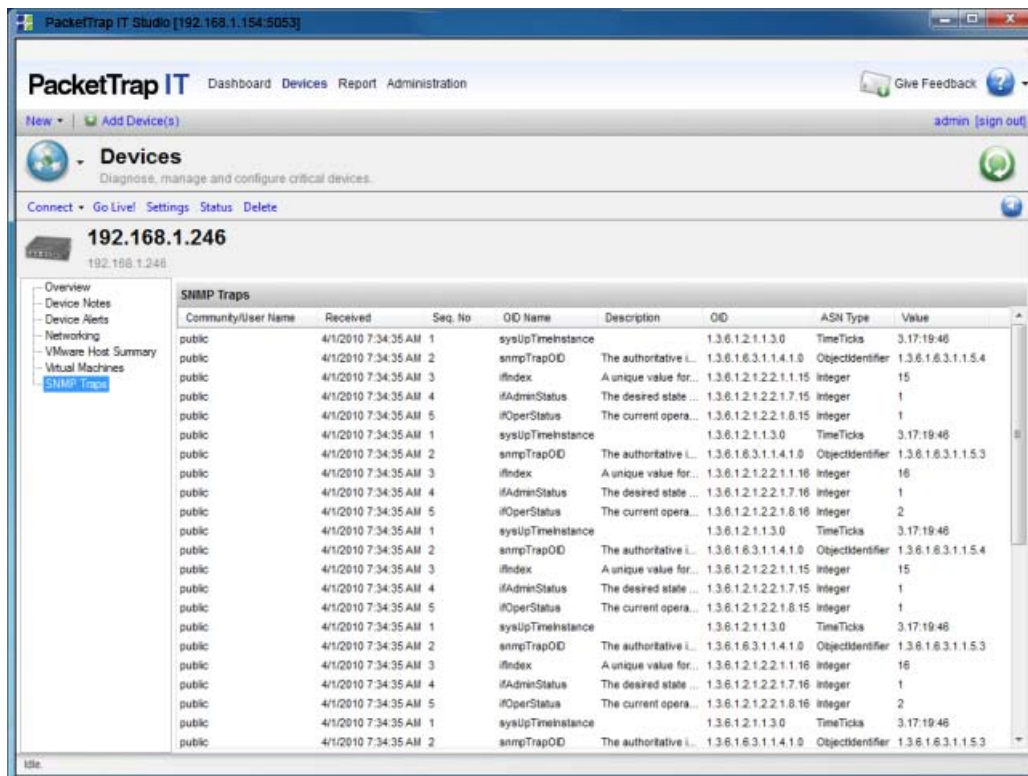 PacketTrap IT Studio [192.168.1.154:5053]
PacketTrap IT Dashboard Devices Report Administration Give Feedback ?
New Add Device(s) admin [sign out]
Devices
Diagnose, manage and configure critical devices.
Connect Go Live! Settings Status Delete
192.168.1.246
192.168.1.246
Overview
Device Notes
Device Alerts
Networking
VMware Host Summary
Virtual Machines
SNMP Traps
SNMP Traps
Community/User Name Received Seq. No OID Name Description OID ASN Type Value
public 4/1/2010 7:34:35 AM 1 sysUpTimeInstance 1.3.6.1.2.1.1.3.0 TimeTicks 3.17:19:46
public 4/1/2010 7:34:35 AM 2 snmpTrapOID The authoritative i... 1.3.6.1.6.3.1.1.4.1.0 ObjectIdentifier 1.3.6.1.6.3.1.1.5.4
public 4/1/2010 7:34:35 AM 3 ifIndex A unique value for... 1.3.6.1.2.1.2.2.1.1.15 Integer 15
public 4/1/2010 7:34:35 AM 4 ifAdminStatus The desired state ... 1.3.6.1.2.1.2.2.1.7.15 Integer 1
public 4/1/2010 7:34:35 AM 5 ifOperStatus The current opera... 1.3.6.1.2.1.2.2.1.8.15 Integer 1
public 4/1/2010 7:34:35 AM 1 sysUpTimeInstance 1.3.6.1.2.1.1.3.0 TimeTicks 3.17:19:46
public 4/1/2010 7:34:35 AM 2 snmpTrapOID The authoritative i... 1.3.6.1.6.3.1.1.4.1.0 ObjectIdentifier 1.3.6.1.6.3.1.1.5.3
public 4/1/2010 7:34:35 AM 3 ifIndex A unique value for... 1.3.6.1.2.1.2.2.1.1.16 Integer 16
public 4/1/2010 7:34:35 AM 4 ifAdminStatus The desired state ... 1.3.6.1.2.1.2.2.1.7.16 Integer 1
public 4/1/2010 7:34:35 AM 5 ifOperStatus The current opera... 1.3.6.1.2.1.2.2.1.8.16 Integer 2
public 4/1/2010 7:34:35 AM 1 sysUpTimeInstance 1.3.6.1.2.1.1.3.0 TimeTicks 3.17:19:46
public 4/1/2010 7:34:35 AM 2 snmpTrapOID The authoritative i... 1.3.6.1.6.3.1.1.4.1.0 ObjectIdentifier 1.3.6.1.6.3.1.1.5.4
public 4/1/2010 7:34:35 AM 3 ifIndex A unique value for... 1.3.6.1.2.1.2.2.1.1.15 Integer 15
public 4/1/2010 7:34:35 AM 4 ifAdminStatus The desired state ... 1.3.6.1.2.1.2.2.1.7.15 Integer 1
public 4/1/2010 7:34:35 AM 5 ifOperStatus The current opera... 1.3.6.1.2.1.2.2.1.8.15 Integer 1
public 4/1/2010 7:34:35 AM 1 sysUpTimeInstance 1.3.6.1.2.1.1.3.0 TimeTicks 3.17:19:46
public 4/1/2010 7:34:35 AM 2 snmpTrapOID The authoritative i... 1.3.6.1.6.3.1.1.4.1.0 ObjectIdentifier 1.3.6.1.6.3.1.1.5.3
public 4/1/2010 7:34:35 AM 3 ifIndex A unique value for... 1.3.6.1.2.1.2.2.1.1.16 Integer 16
public 4/1/2010 7:34:35 AM 4 ifAdminStatus The desired state ... 1.3.6.1.2.1.2.2.1.7.16 Integer 1
public 4/1/2010 7:34:35 AM 5 ifOperStatus The current opera... 1.3.6.1.2.1.2.2.1.8.16 Integer 2
public 4/1/2010 7:34:35 AM 1 sysUpTimeInstance 1.3.6.1.2.1.1.3.0 TimeTicks 3.17:19:46
public 4/1/2010 7:34:35 AM 2 snmpTrapOID The authoritative i... 1.3.6.1.6.3.1.1.4.1.0 ObjectIdentifier 1.3.6.1.6.3.1.1.5.3
Idle.